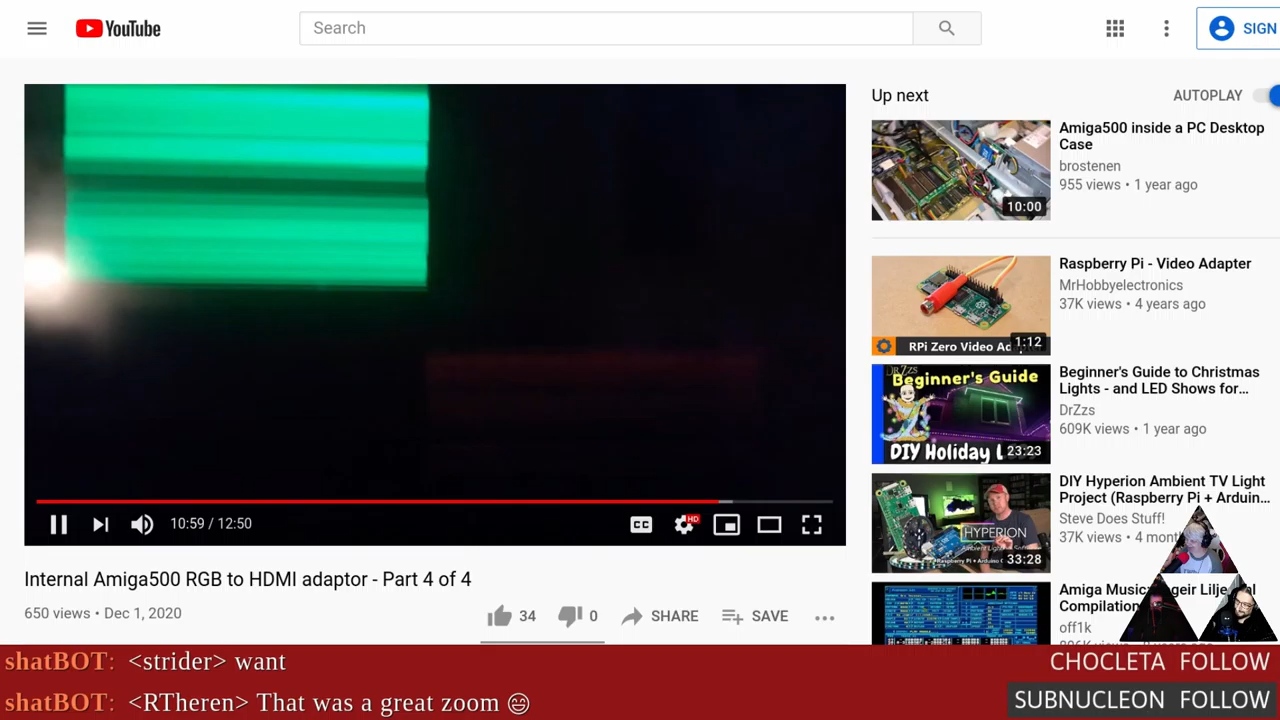 YouTube
Search
SIGN
Up next
AUTOPLAY
Amiga500 inside a PC Desktop
Case
brostenen
955 views • 1 year ago
10:00
Raspberry Pi - Video Adapter
MrHobbyelectronics
37K views • 4 years ago
1:12
RPi Zero Video Ad
Beginner's Guide to Christmas
Lights - and LED Shows for...
DrZzs
609K views • 1 year ago
DRZZS
Beginner's Guide
DIY Holiday L
23:23
DIY Hyperion Ambient TV Light
Project (Raspberry Pi + Arduin...
Steve Does Stuff!
37K views • 4 mont
HYPERION
33:28
Amiga Music
Compilation
off1k
10:59 / 12:50
CC
HD
Internal Amiga500 RGB to HDMI adaptor - Part 4 of 4
650 views • Dec 1, 2020
34
0
SHARE
SAVE
shatBOT: <strider> want
CHOCLETA FOLLOW
shatBOT: <RTheren> That was a great zoom 😄
SUBNUCLEON FOLLOW